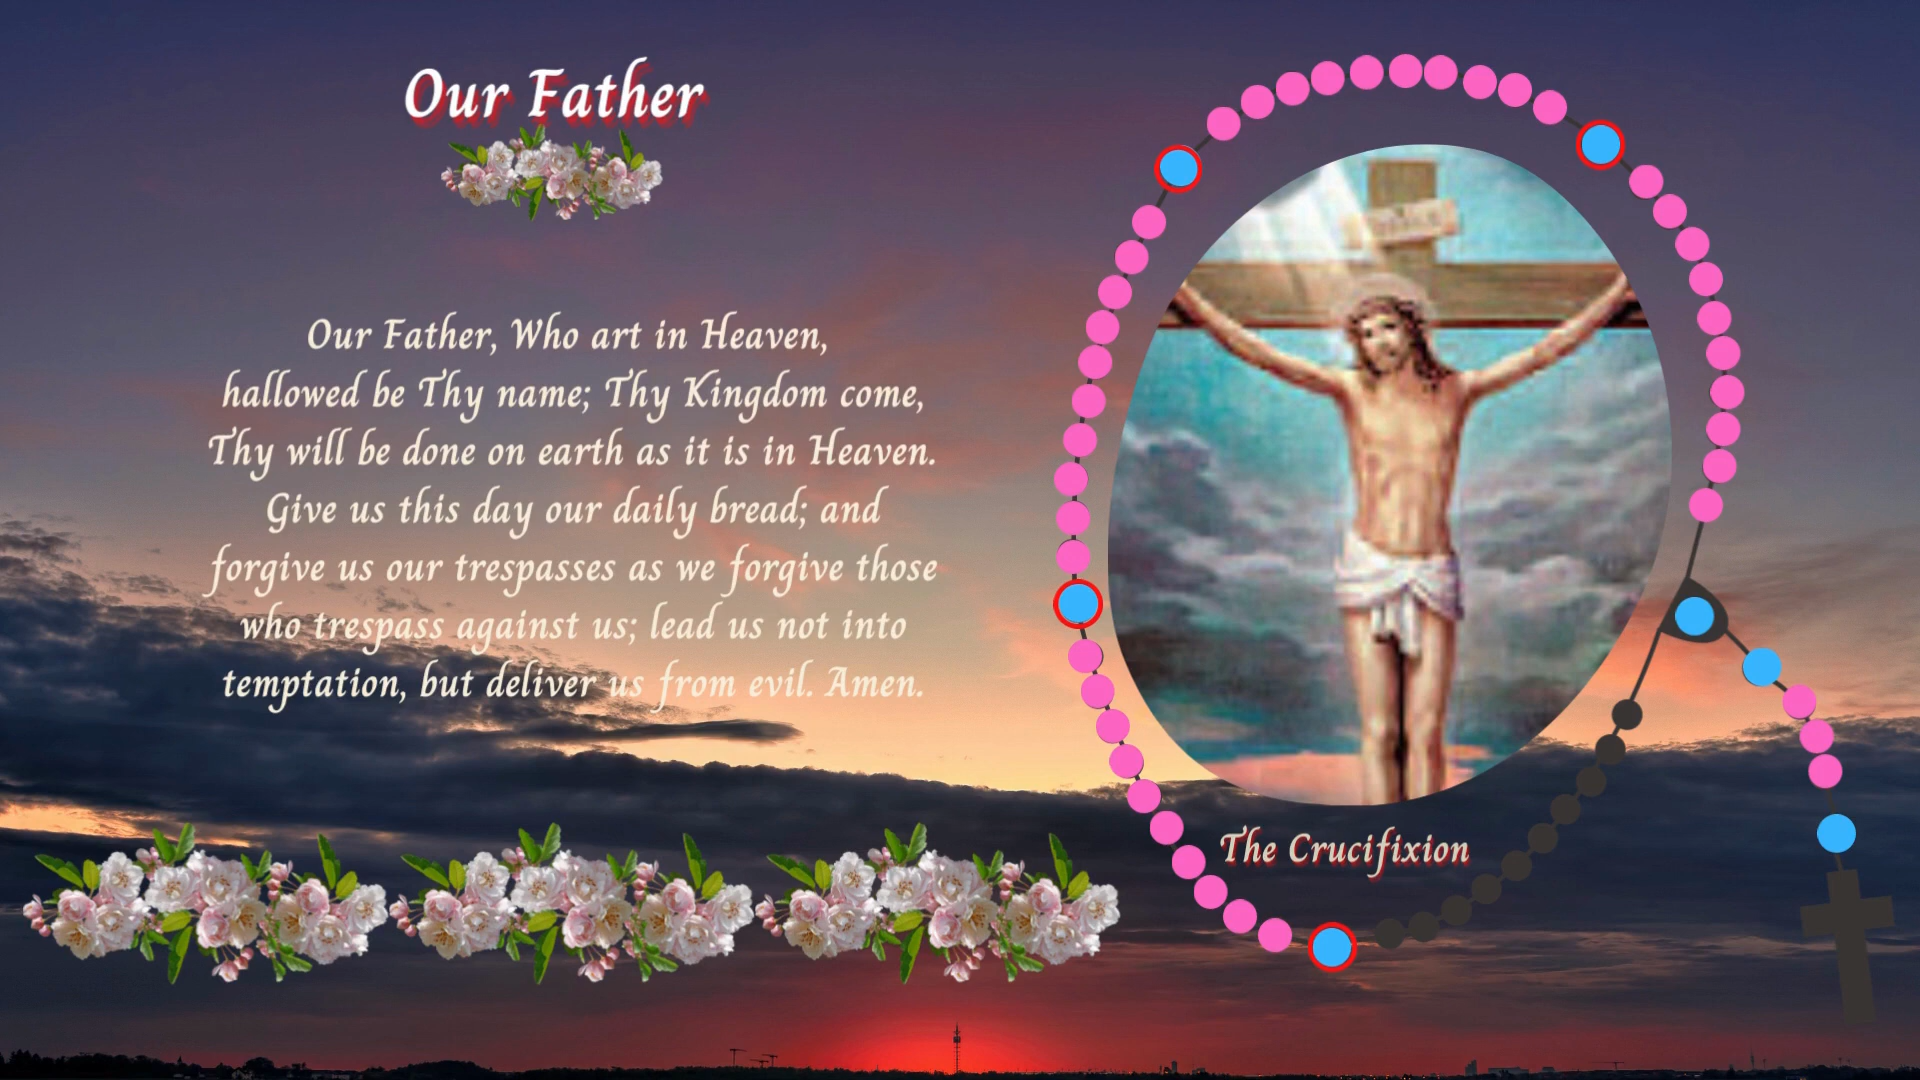 Our Father
Our Father, Who art in Heaven,
hallowed be Thy name; Thy Kingdom come,
Thy will be done on earth as it is in Heaven.
Give us this day our daily bread; and
forgive us our trespasses as we forgive those
who trespass against us; lead us not into
temptation, but deliver us from evil. Amen.
The Crucifixion